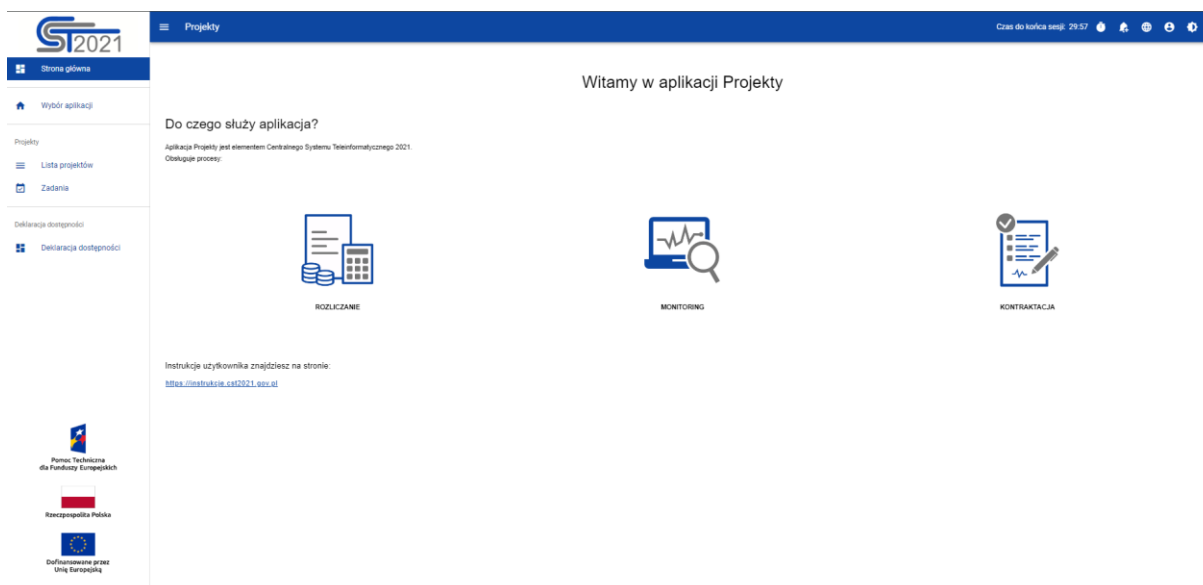 CST2021
Projekty
Czas do końca sesji: 29:57
Strona główna
Wybór aplikacji
Projekty
Lista projektów
Zadania
Deklaracja dostępności
Deklaracja dostępności
Witamy w aplikacji Projekty
Do czego służy aplikacja?
Aplikacja Projekty jest elementem Centralnego Systemu Teleinformatycznego 2021.
Obsługuje procesy:
ROZLICZANIE
MONITORING
KONTRAKTACJA
Instrukcje użytkownika znajdziesz na stronie:
https://instrukcje.cst2021.gov.pl
Pomoc Techniczna
dla Funduszy Europejskich
Rzeczpospolita Polska
Dofinansowane przez
Unię Europejską